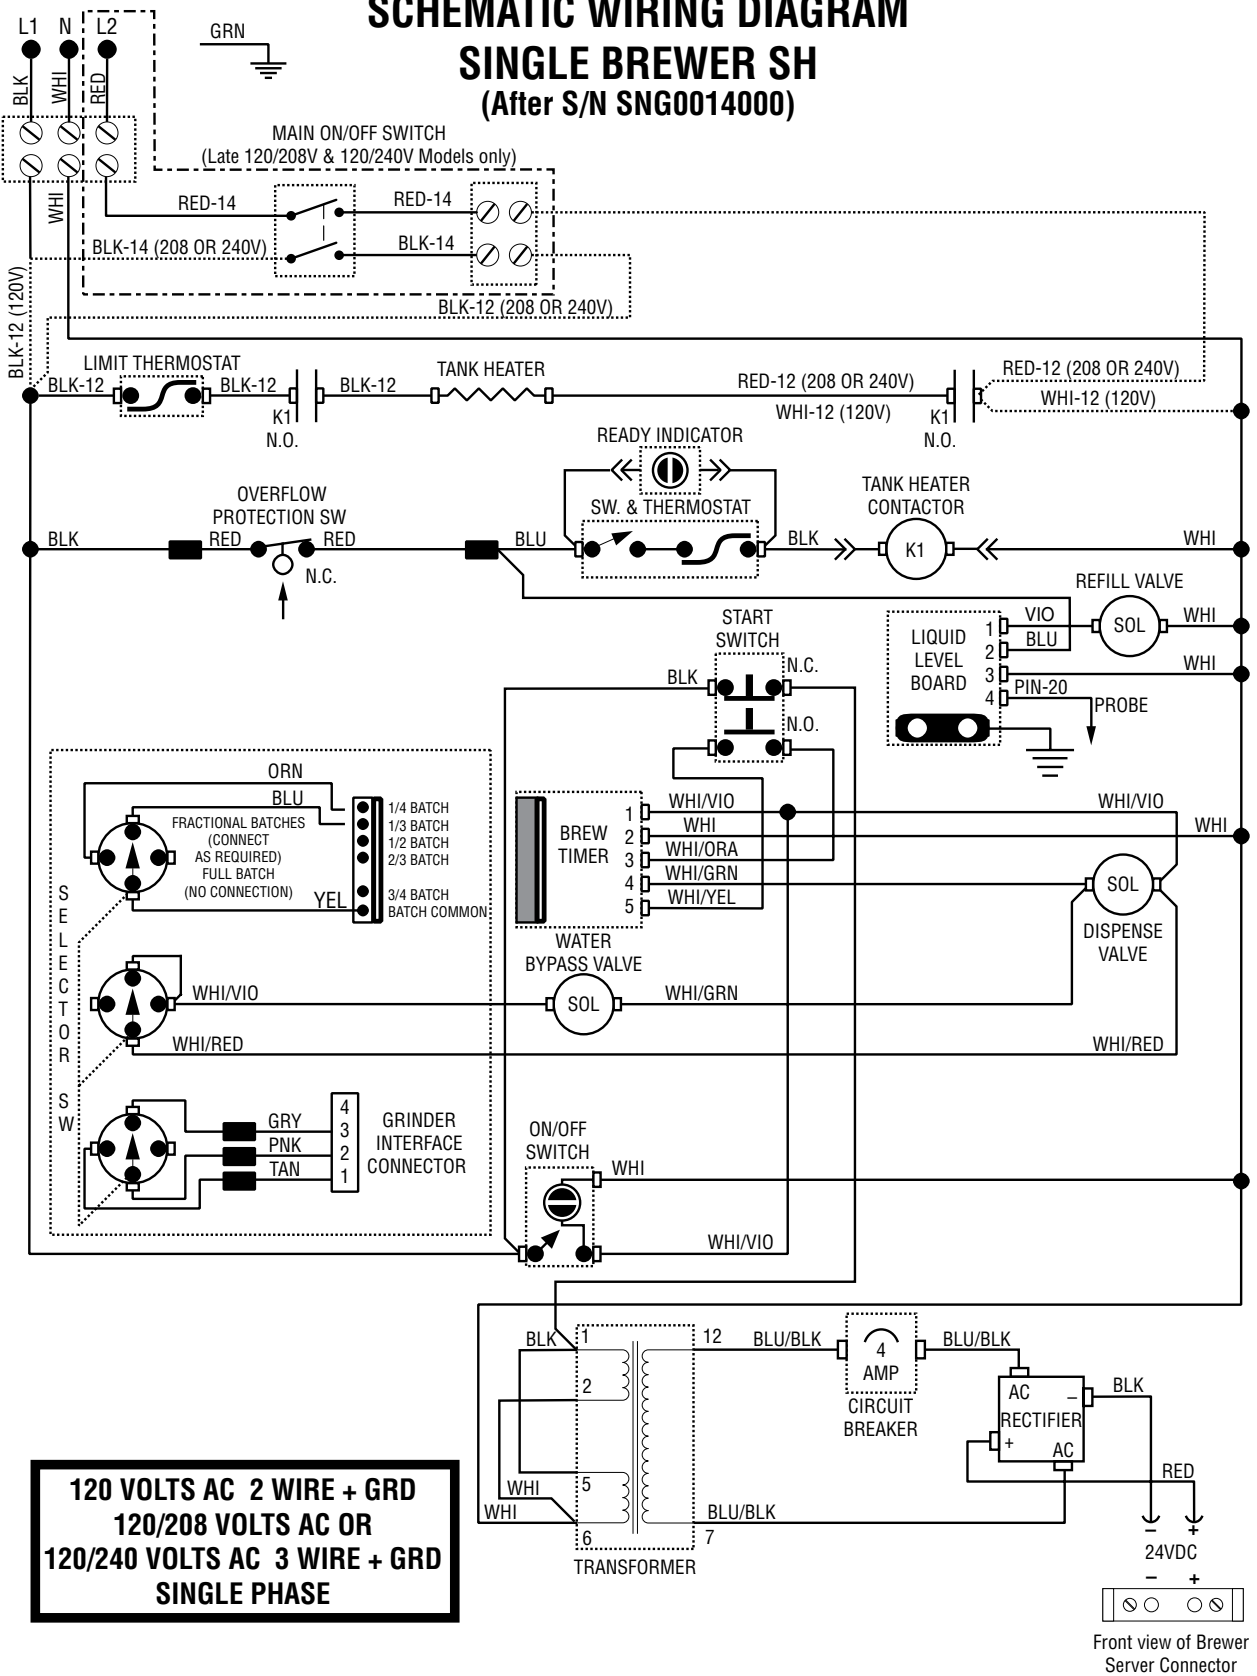 SCHEMATIC WIRING DIAGRAM
SINGLE BREWER SH
(After S/N SNG0014000)
L1 N L2
GRN
BLK
WHI
RED
MAIN ON/OFF SWITCH
(Late 120/208V & 120/240V Models only)
WHI
RED-14
RED-14
BLK-14 (208 OR 240V)
BLK-14
BLK-12 (120V)
BLK-12 (208 OR 240V)
LIMIT THERMOSTAT
BLK-12
BLK-12
K1
N.O.
BLK-12
TANK HEATER
RED-12 (208 OR 240V)
WHI-12 (120V)
K1
N.O.
RED-12 (208 OR 240V)
WHI-12 (120V)
READY INDICATOR
OVERFLOW
PROTECTION SW
SW. & THERMOSTAT
TANK HEATER
CONTACTOR
BLK
RED
RED
N.C.
BLU
BLK
K1
WHI
REFILL VALVE
SOL
WHI
LIQUID
LEVEL
BOARD
1
2
3
4
VIO
BLU
WHI
PIN-20
PROBE
START
SWITCH
BLK
N.C.
N.O.
ORN
BLU
FRACTIONAL BATCHES
(CONNECT
AS REQUIRED)
FULL BATCH
(NO CONNECTION)
YEL
1/4 BATCH
1/3 BATCH
1/2 BATCH
2/3 BATCH
3/4 BATCH
BATCH COMMON
BREW
TIMER
1
2
3
4
5
WHI/VIO
WHI
WHI/ORA
WHI/GRN
WHI/YEL
WHI/VIO
WHI
SOL
DISPENSE
VALVE
SELECTOR SW
WATER
BYPASS VALVE
WHI/VIO
SOL
WHI/GRN
WHI/RED
WHI/RED
GRY
PNK
TAN
4
3
2
1
GRINDER
INTERFACE
CONNECTOR
ON/OFF
SWITCH
WHI
WHI/VIO
BLK
1
2
5
6
WHI
WHI
12
7
TRANSFORMER
BLU/BLK
4
AMP
CIRCUIT
BREAKER
BLU/BLK
BLU/BLK
AC
–
RECTIFIER
+
AC
BLK
RED
– +
24VDC
– +
Front view of Brewer
Server Connector
120 VOLTS AC 2 WIRE + GRD
120/208 VOLTS AC OR
120/240 VOLTS AC 3 WIRE + GRD
SINGLE PHASE